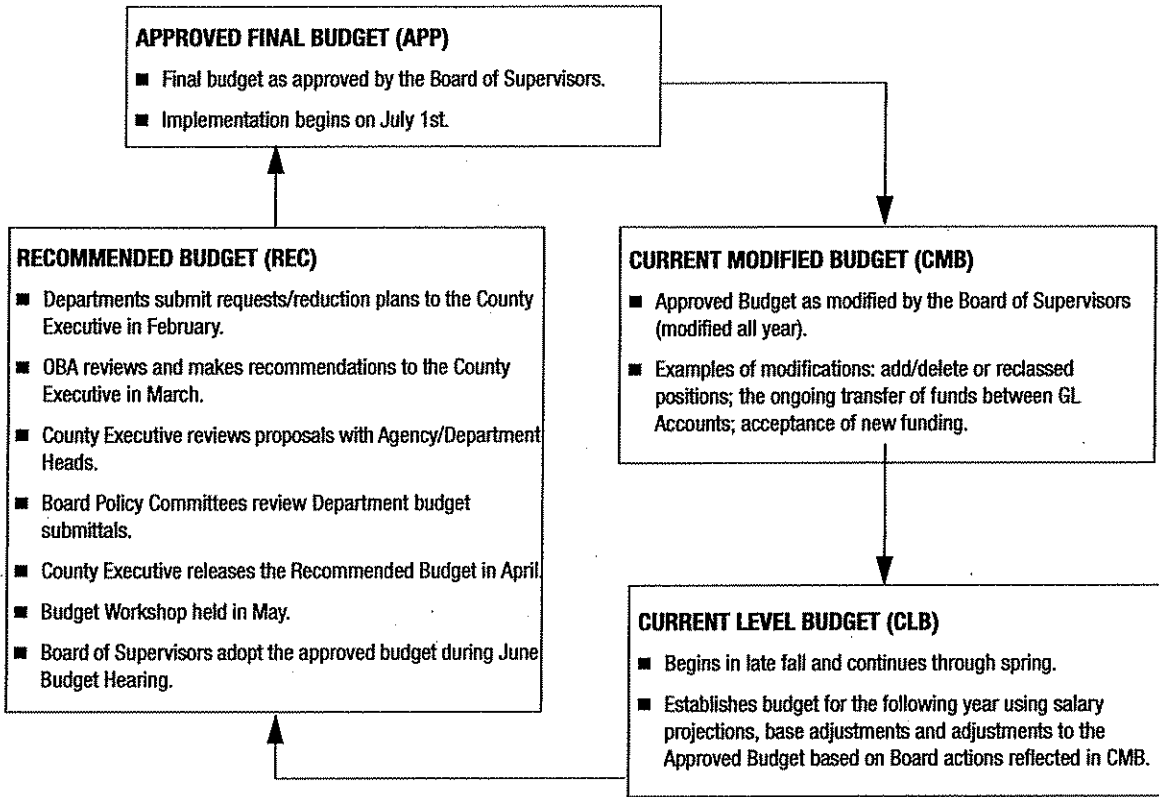 APPROVED FINAL BUDGET (APP)
■ Final budget as approved by the Board of Supervisors.
■ Implementation begins on July 1st.
RECOMMENDED BUDGET (REC)
■ Departments submit requests/reduction plans to the County
Executive in February.
■ OBA reviews and makes recommendations to the County
Executive in March.
■ County Executive reviews proposals with Agency/Department
Heads.
■ Board Policy Committees review Department budget
submittals.
■ County Executive releases the Recommended Budget in April.
■ Budget Workshop held in May.
■ Board of Supervisors adopt the approved budget during June
Budget Hearing.
CURRENT MODIFIED BUDGET (CMB)
■ Approved Budget as modified by the Board of Supervisors
(modified all year).
■ Examples of modifications: add/delete or reclassed
positions; the ongoing transfer of funds between GL
Accounts; acceptance of new funding.
CURRENT LEVEL BUDGET (CLB)
■ Begins in late fall and continues through spring.
■ Establishes budget for the following year using salary
projections, base adjustments and adjustments to the
Approved Budget based on Board actions reflected in CMB.